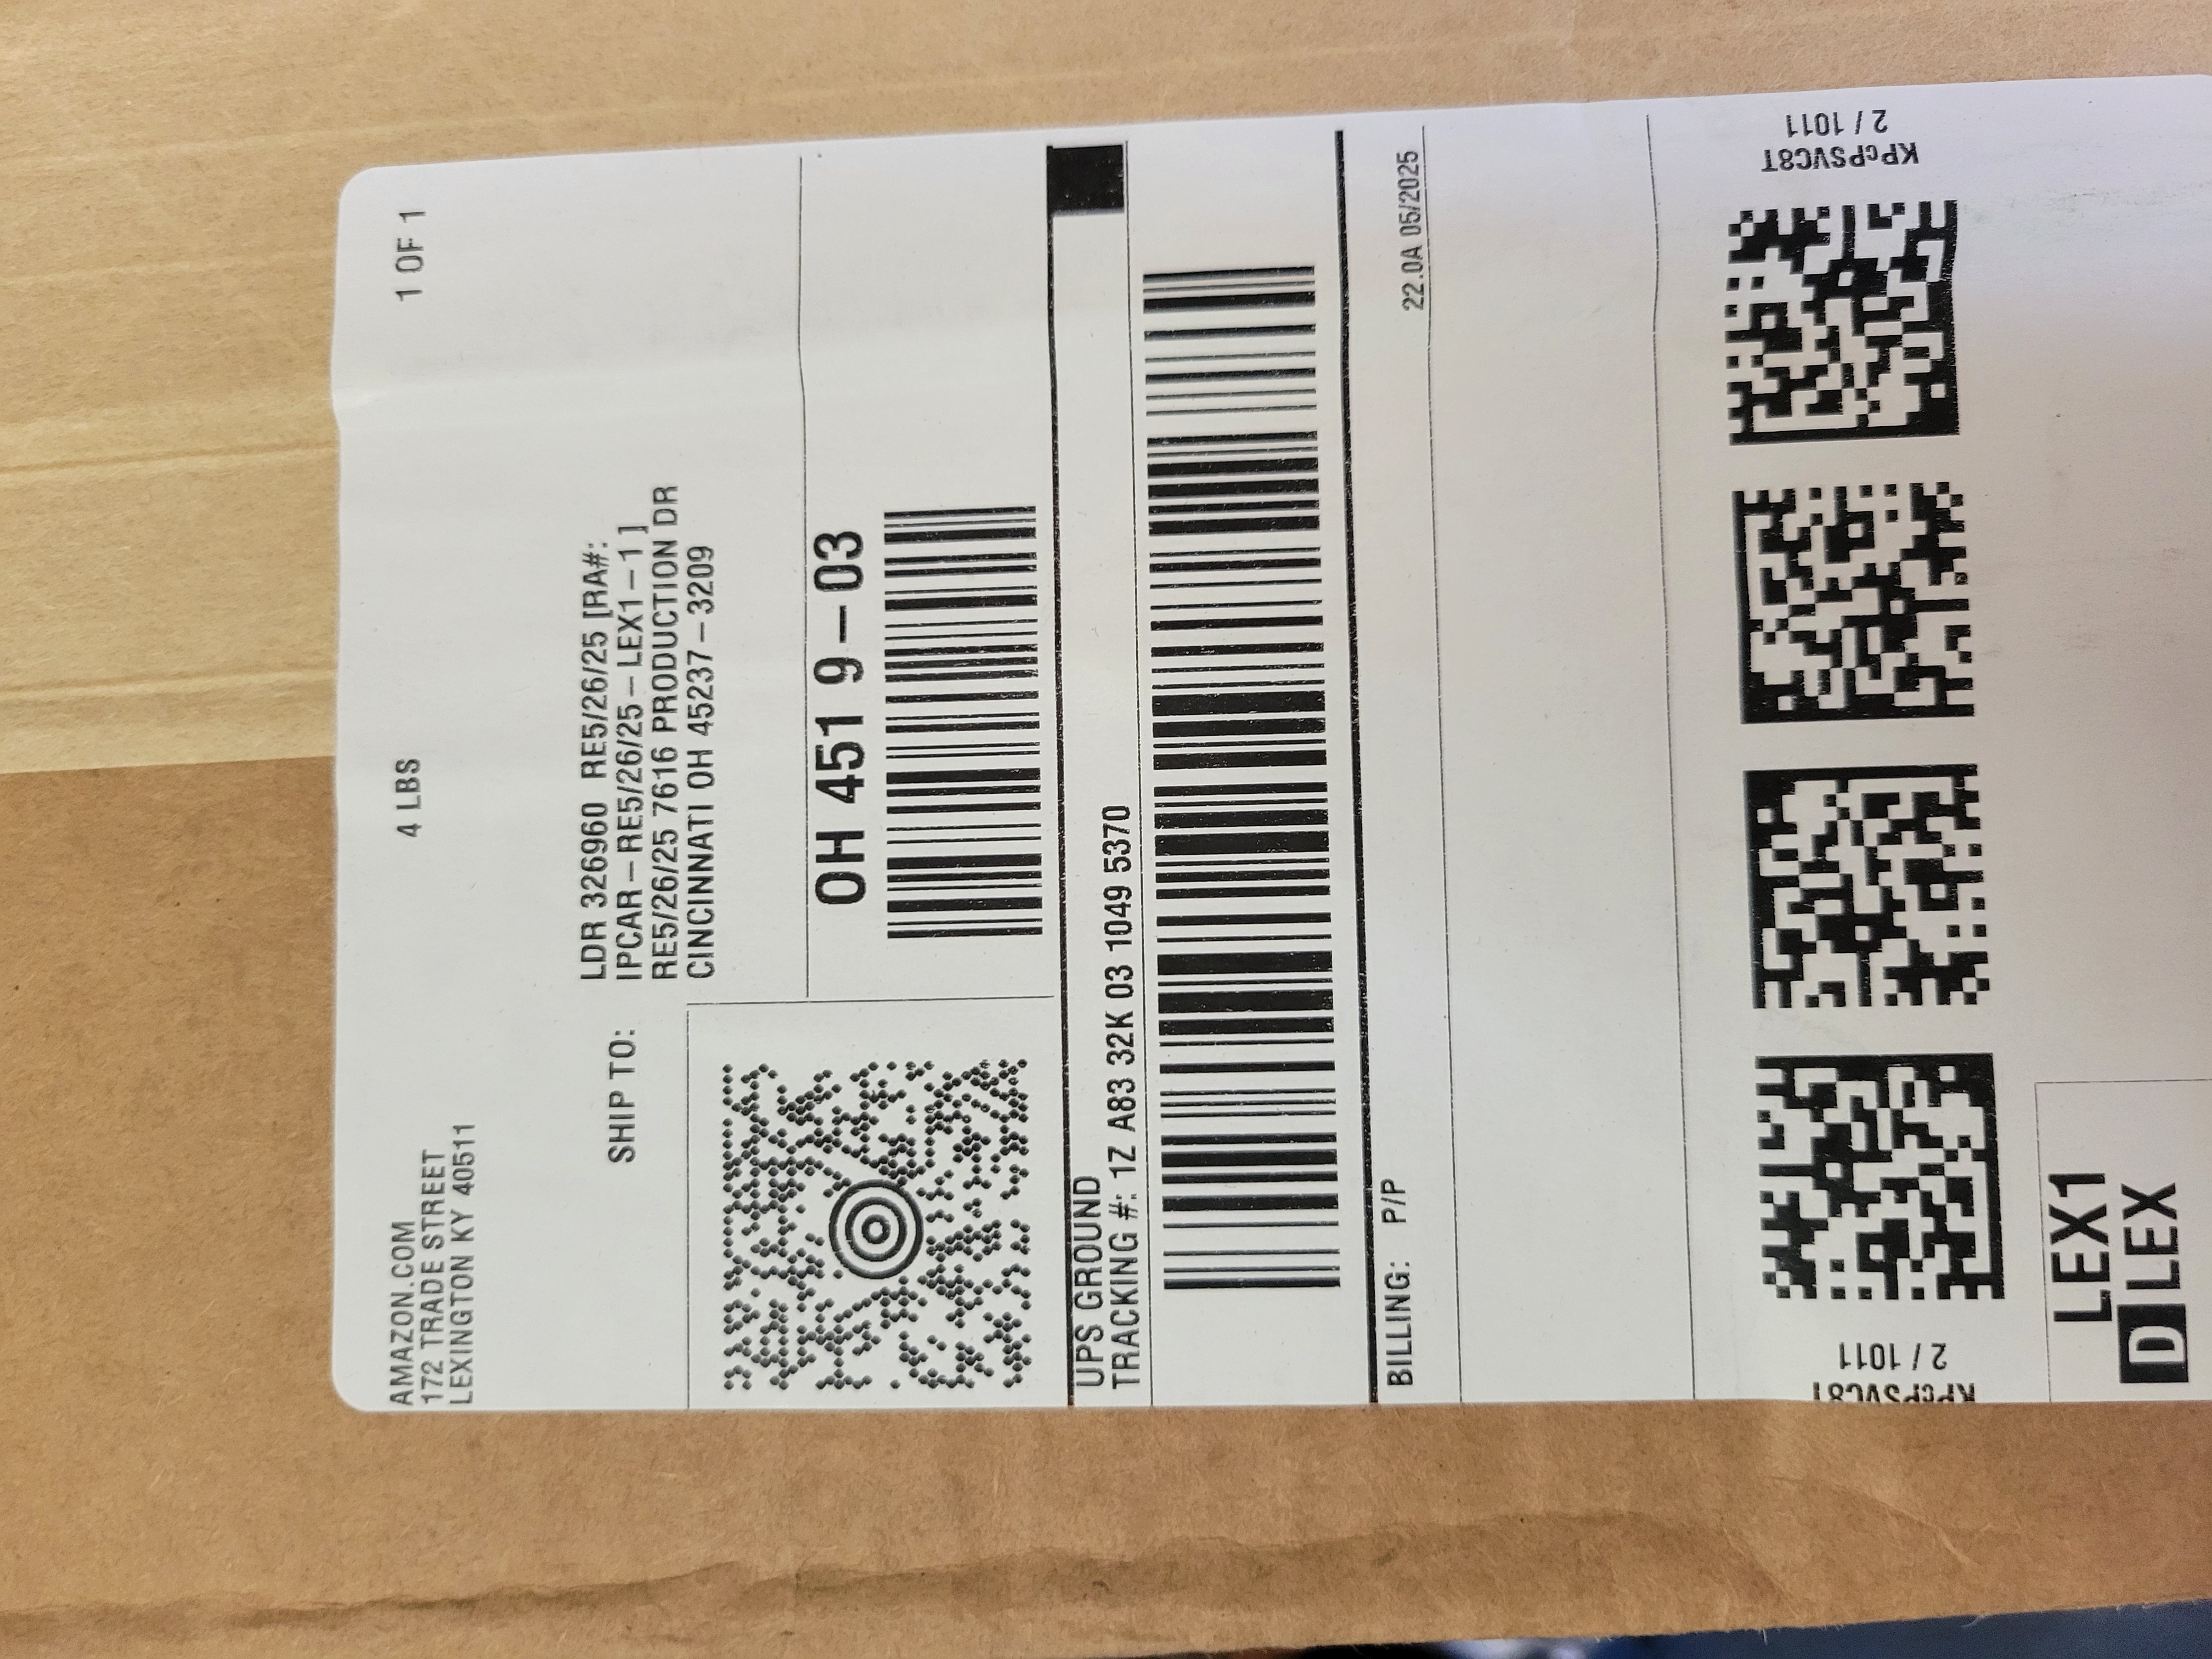 AMAZON.COM
172 TRADE STREET
LEXINGTON KY 40511
4 LBS
1 OF 1
SHIP TO:
LDR 326960 RE5/26/25 [RA#:
IPCAR-RE5/26/25-LEX1-1]
RE5/26/25 7616 PRODUCTION DR
CINCINNATI OH 45237-3209
OH 451 9-03
UPS GROUND
TRACKING #: 1Z A83 32K 03 1049 5370
BILLING: P/P
22.0A 05/2025
KPcPSVC8T
2 / 1011
KPcPSVC8T
2 / 1011
LEX1
D LEX